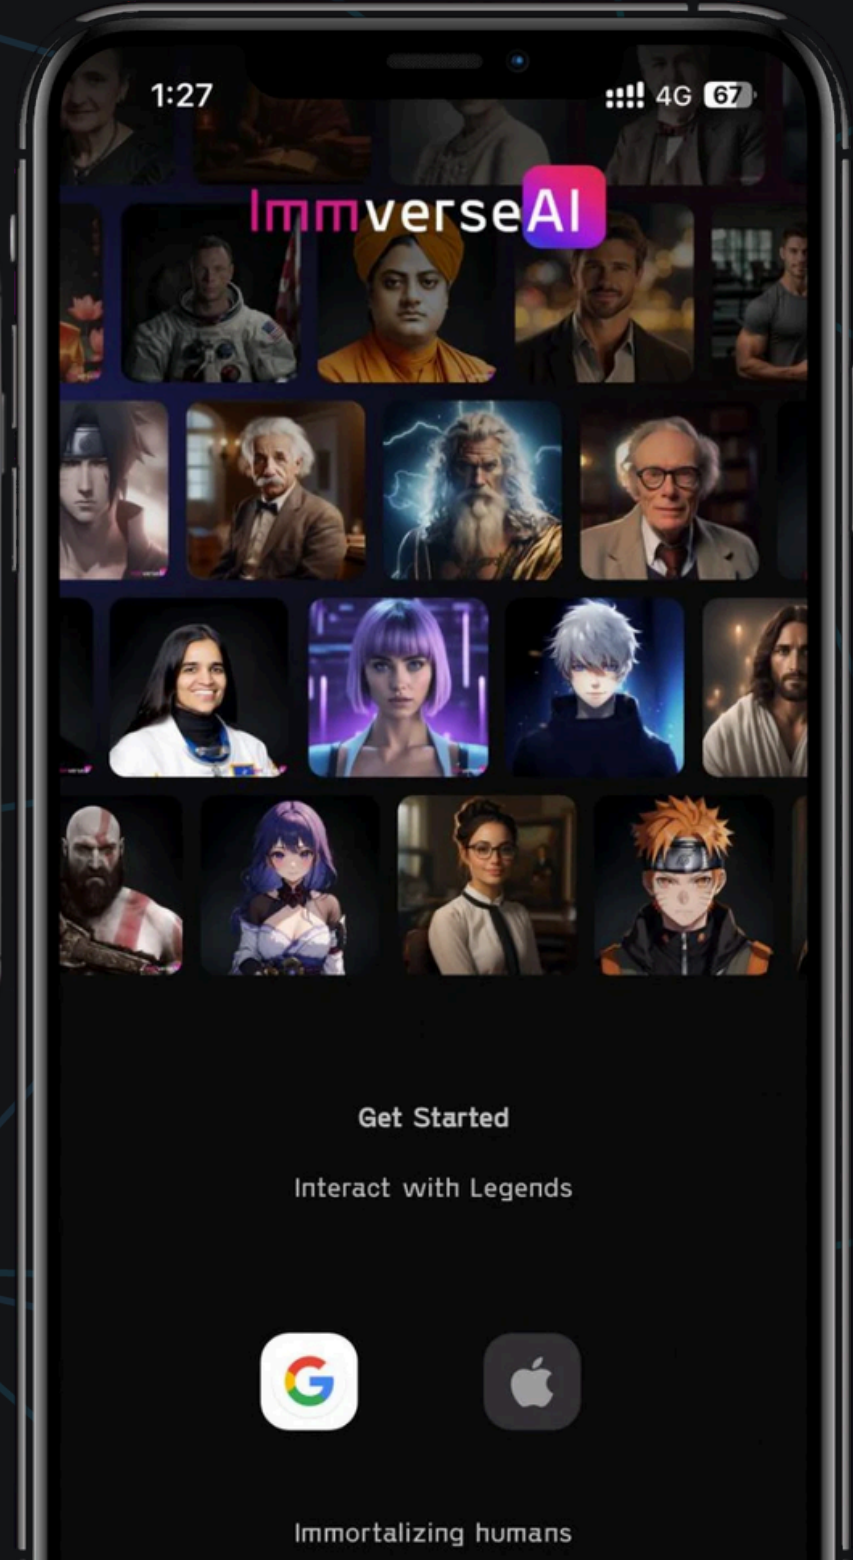 1:27 4G 67
ImmverseAI
Get Started
Interact with Legends
Immortalizing humans